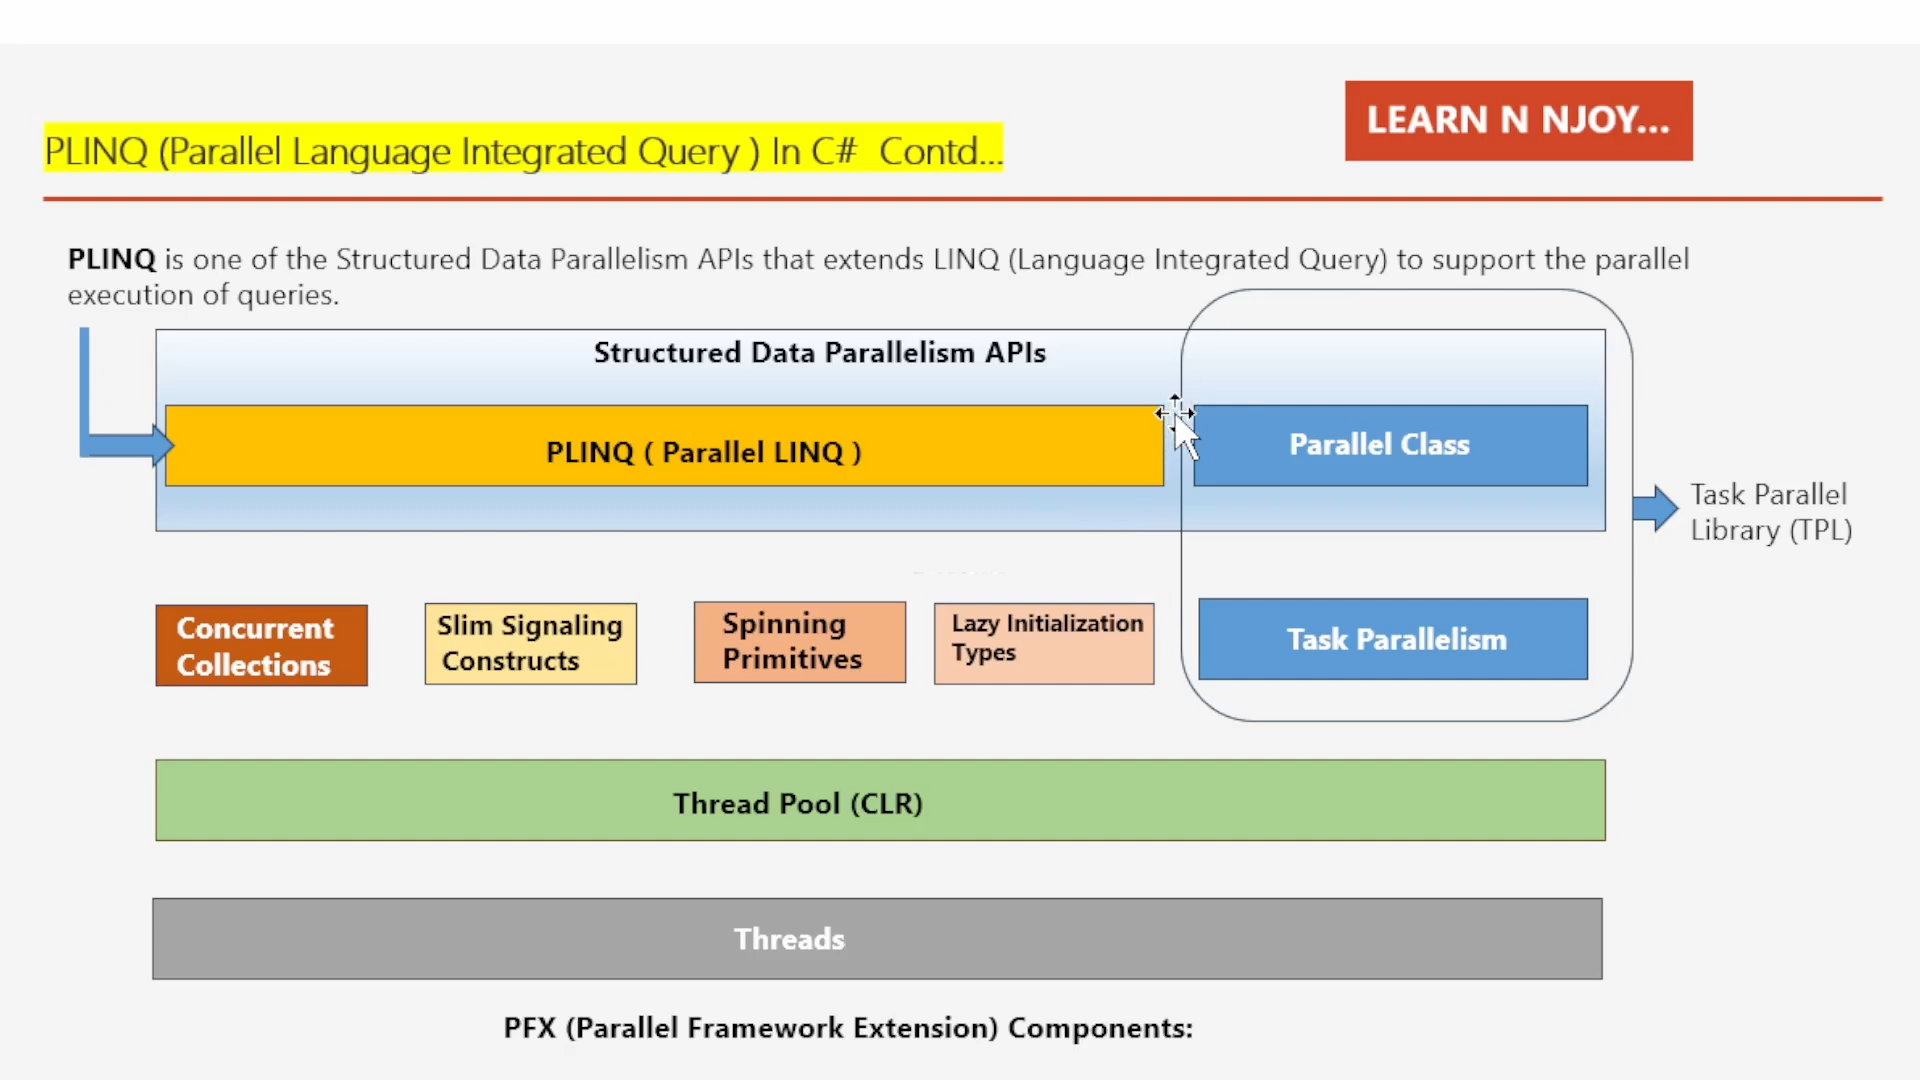 LEARN N NJOY...
PLINQ (Parallel Language Integrated Query ) In C#  Contd...
PLINQ is one of the Structured Data Parallelism APIs that extends LINQ (Language Integrated Query) to support the parallel
execution of queries.
Structured Data Parallelism APIs
PLINQ ( Parallel LINQ )
Parallel Class
Task Parallel
Library (TPL)
Concurrent
Collections
Slim Signaling
Constructs
Spinning
Primitives
Lazy Initialization
Types
Task Parallelism
Thread Pool (CLR)
Threads
PFX (Parallel Framework Extension) Components: